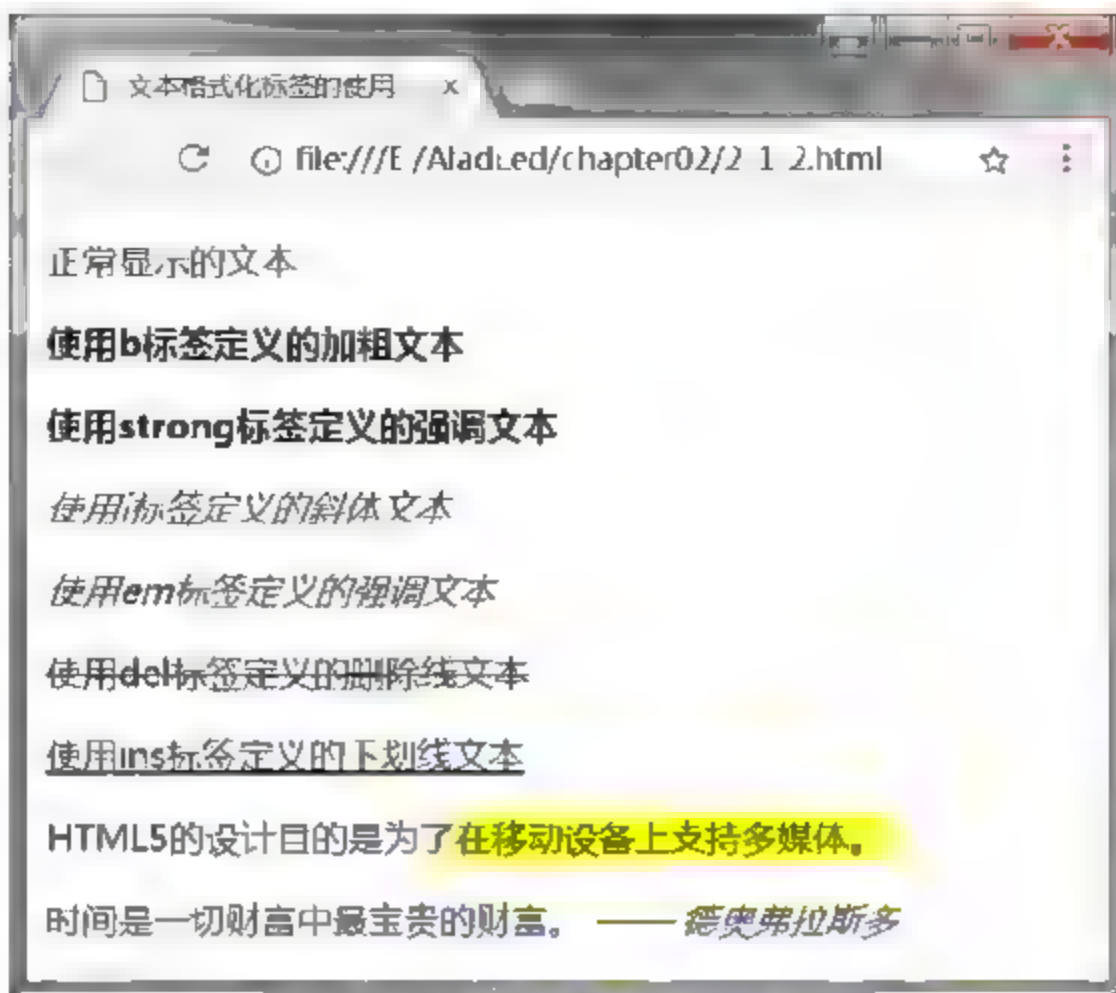 文本格式化标签的使用 ×
file:///E:/Aladued/chapter02/2-1-2.html
正常显示的文本
使用b标签定义的加粗文本
使用strong标签定义的强调文本
使用i标签定义的斜体文本
使用em标签定义的强调文本
使用del标签定义的删除线文本
使用ins标签定义的下划线文本
HTML5的设计目的是为了在移动设备上支持多媒体。
时间是一切财富中最宝贵的财富。 —— 德奥弗拉斯多